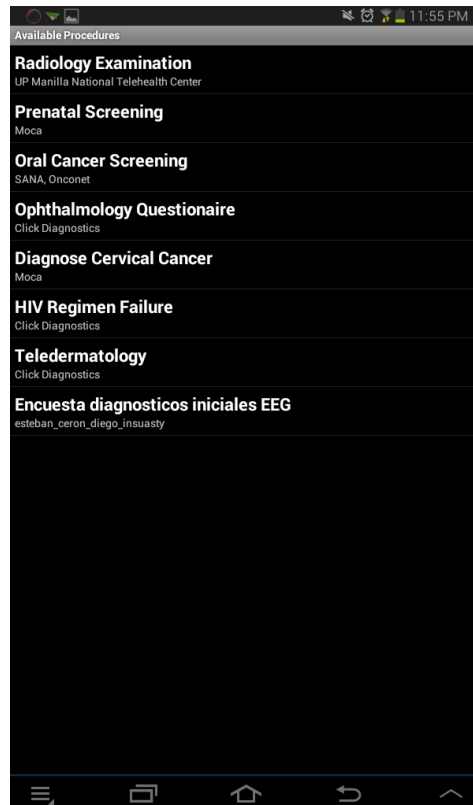 11:55 PM
Available Procedures
Radiology Examination
UP Manilla National Telehealth Center
Prenatal Screening
Moca
Oral Cancer Screening
SANA, Onconet
Ophthalmology Questionaire
Click Diagnostics
Diagnose Cervical Cancer
Moca
HIV Regimen Failure
Click Diagnostics
Teledermatology
Click Diagnostics
Encuesta diagnosticos iniciales EEG
esteban_ceron_diego_insuasty